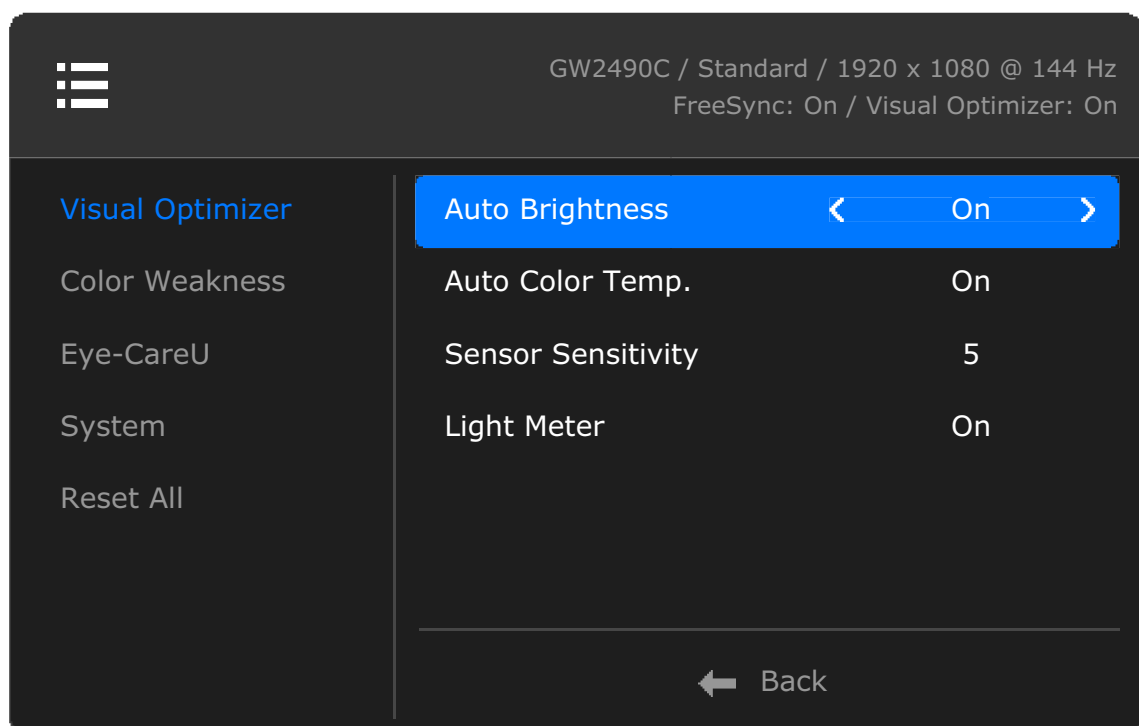 GW2490C / Standard / 1920 x 1080 @ 144 Hz
FreeSync: On / Visual Optimizer: On
Visual Optimizer
Color Weakness
Eye-CareU
System
Reset All
Auto Brightness On
Auto Color Temp. On
Sensor Sensitivity 5
Light Meter On
Back